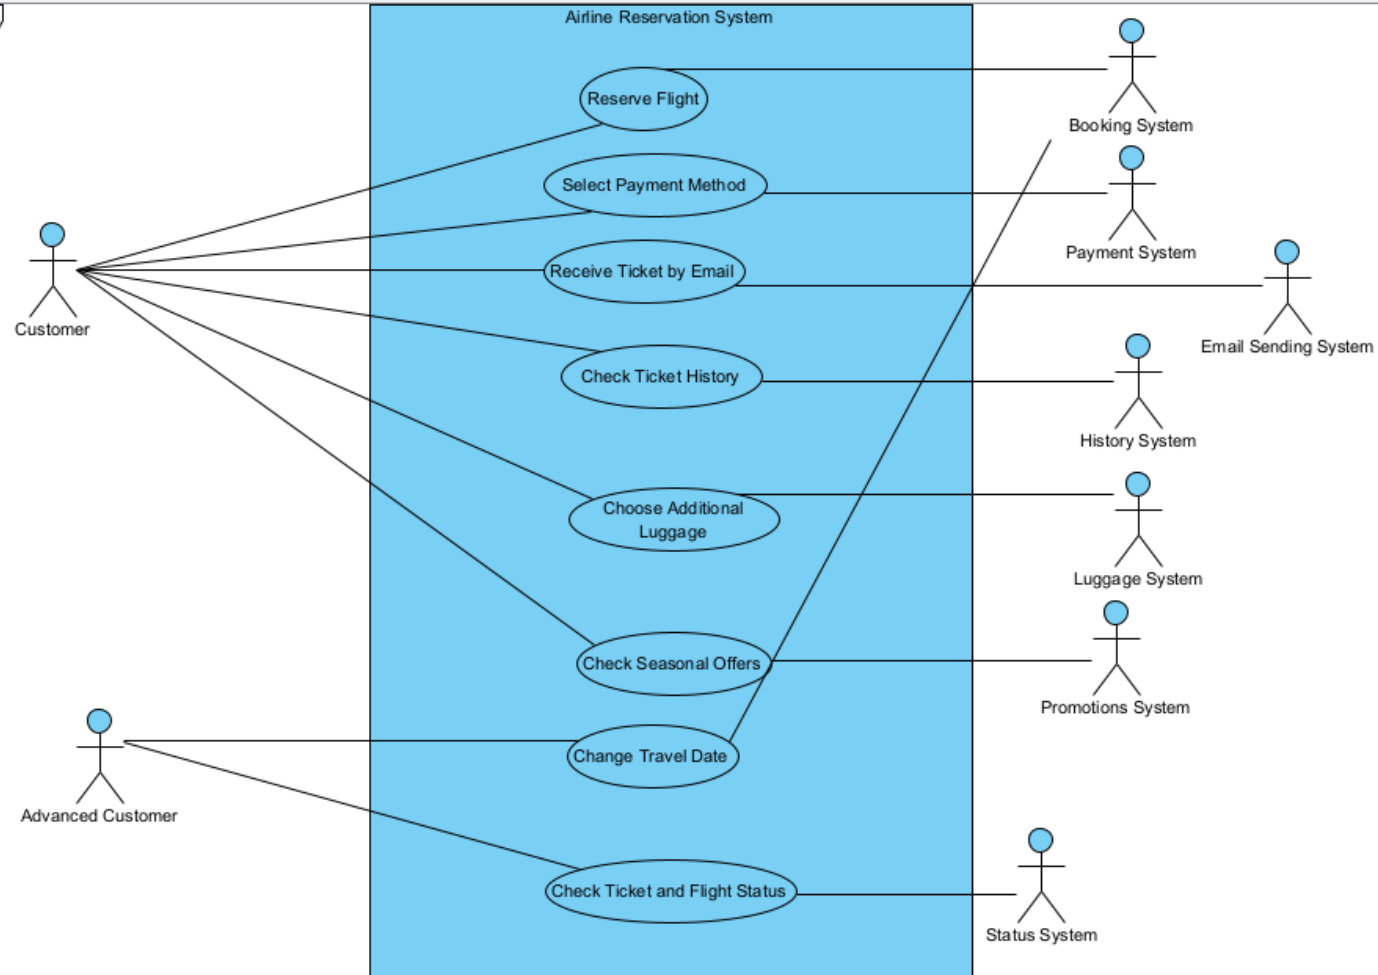 Airline Reservation System
Reserve Flight
Booking System
Select Payment Method
Payment System
Receive Ticket by Email
Customer
Email Sending System
Check Ticket History
History System
Choose Additional
Luggage
Luggage System
Check Seasonal Offers
Promotions System
Change Travel Date
Advanced Customer
Check Ticket and Flight Status
Status System